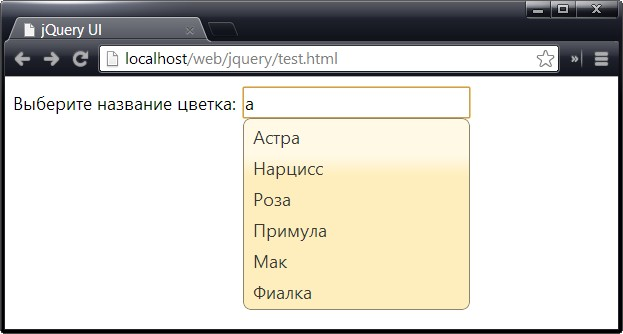 jQuery UI
localhost/web/jquery/test.html
Выберите название цветка: а
Астра
Нарцисс
Роза
Примула
Мак
Фиалка